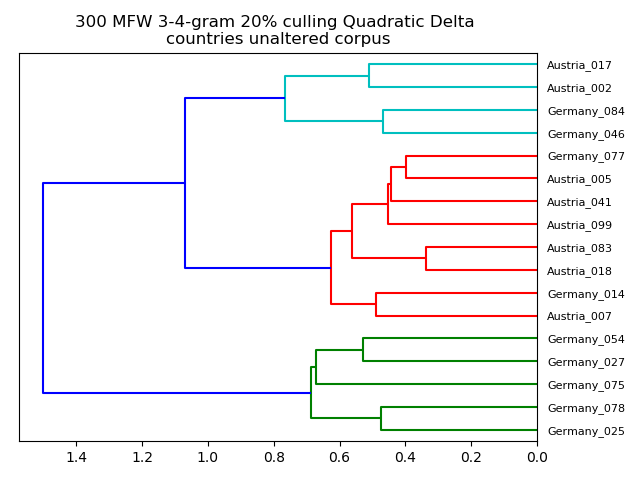 300 MFW 3-4-gram 20% culling Quadratic Delta
countries unaltered corpus
Austria_017
Austria_002
Germany_084
Germany_046
Germany_077
Austria_005
Austria_041
Austria_099
Austria_083
Austria_018
Germany_014
Austria_007
Germany_054
Germany_027
Germany_075
Germany_078
Germany_025
1.4 1.2 1.0 0.8 0.6 0.4 0.2 0.0